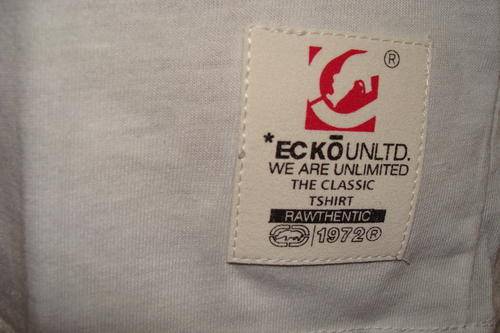 ®
*ECKŌUNLTD.
WE ARE UNLIMITED
THE CLASSIC
TSHIRT
RAWTHENTIC
1972®